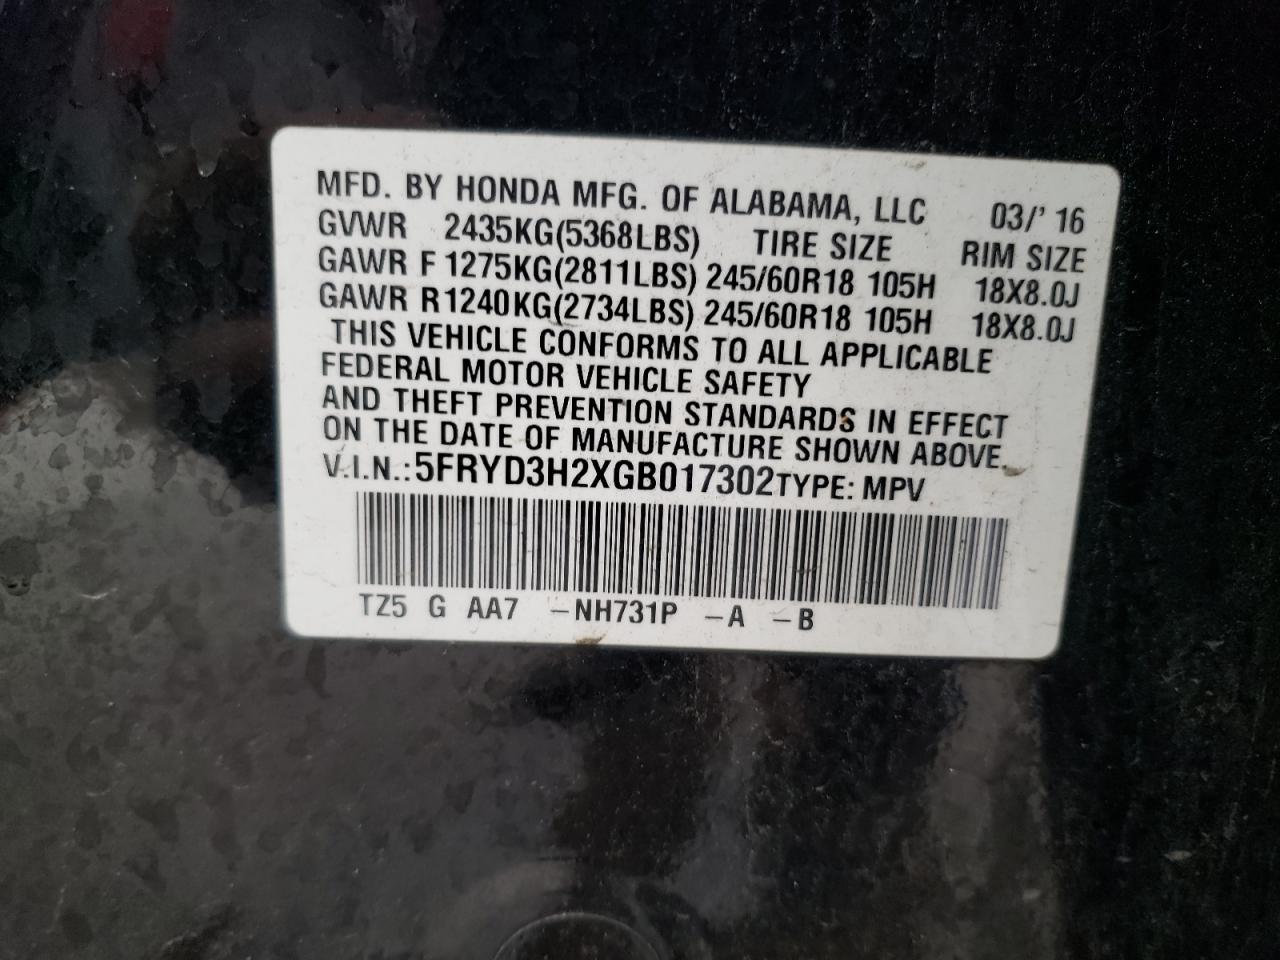 MFD. BY HONDA MFG. OF ALABAMA, LLC 03/' 16
GVWR 2435KG(5368LBS) TIRE SIZE RIM SIZE
GAWR F 1275KG(2811LBS) 245/60R18 105H 18X8.0J
GAWR R1240KG(2734LBS) 245/60R18 105H 18X8.0J
THIS VEHICLE CONFORMS TO ALL APPLICABLE
FEDERAL MOTOR VEHICLE SAFETY
AND THEFT PREVENTION STANDARDS IN EFFECT
ON THE DATE OF MANUFACTURE SHOWN ABOVE.
V.I.N.:5FRYD3H2XGB017302TYPE: MPV
TZ5 G AA7 -NH731P -A -B